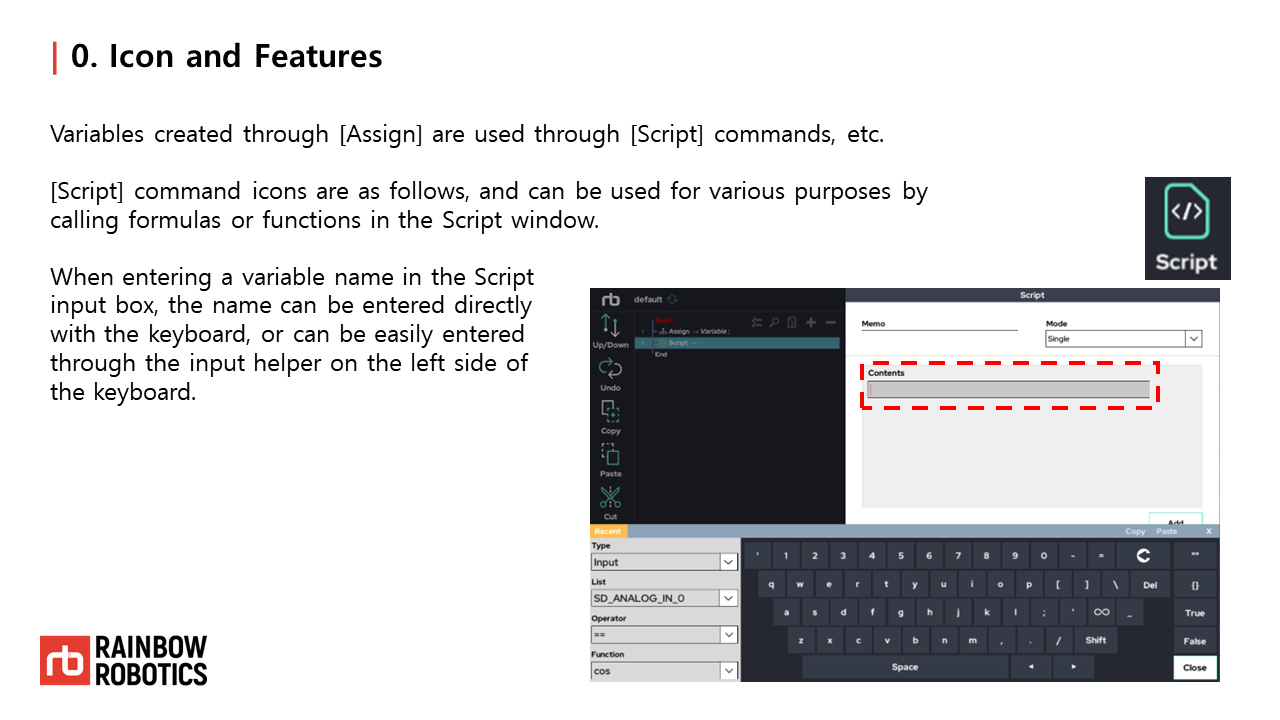 0. Icon and Features
Variables created through [Assign] are used through [Script] commands, etc.
[Script] command icons are as follows, and can be used for various purposes by
calling formulas or functions in the Script window.
When entering a variable name in the Script
input box, the name can be entered directly
with the keyboard, or can be easily entered
through the input helper on the left side of
the keyboard.
</>
Script
rb default
Script
Up/Down
Begin
1 Assign → Variable :
2 Script →
End
Memo
Mode
Single
Contents
Undo
Copy
Paste
Cut
Add
Recent
Copy Paste X
Type
Input
List
SD_ANALOG_IN_0
Operator
==
Function
cos
' 1 2 3 4 5 6 7 8 9 0 - = ""
q w e r t y u i o p [ ] \ Del {}
a s d f g h j k l ; ' ∞ _ True
z x c v b n m , . / Shift False
Space ◄ ► Close
rb RAINBOW
ROBOTICS